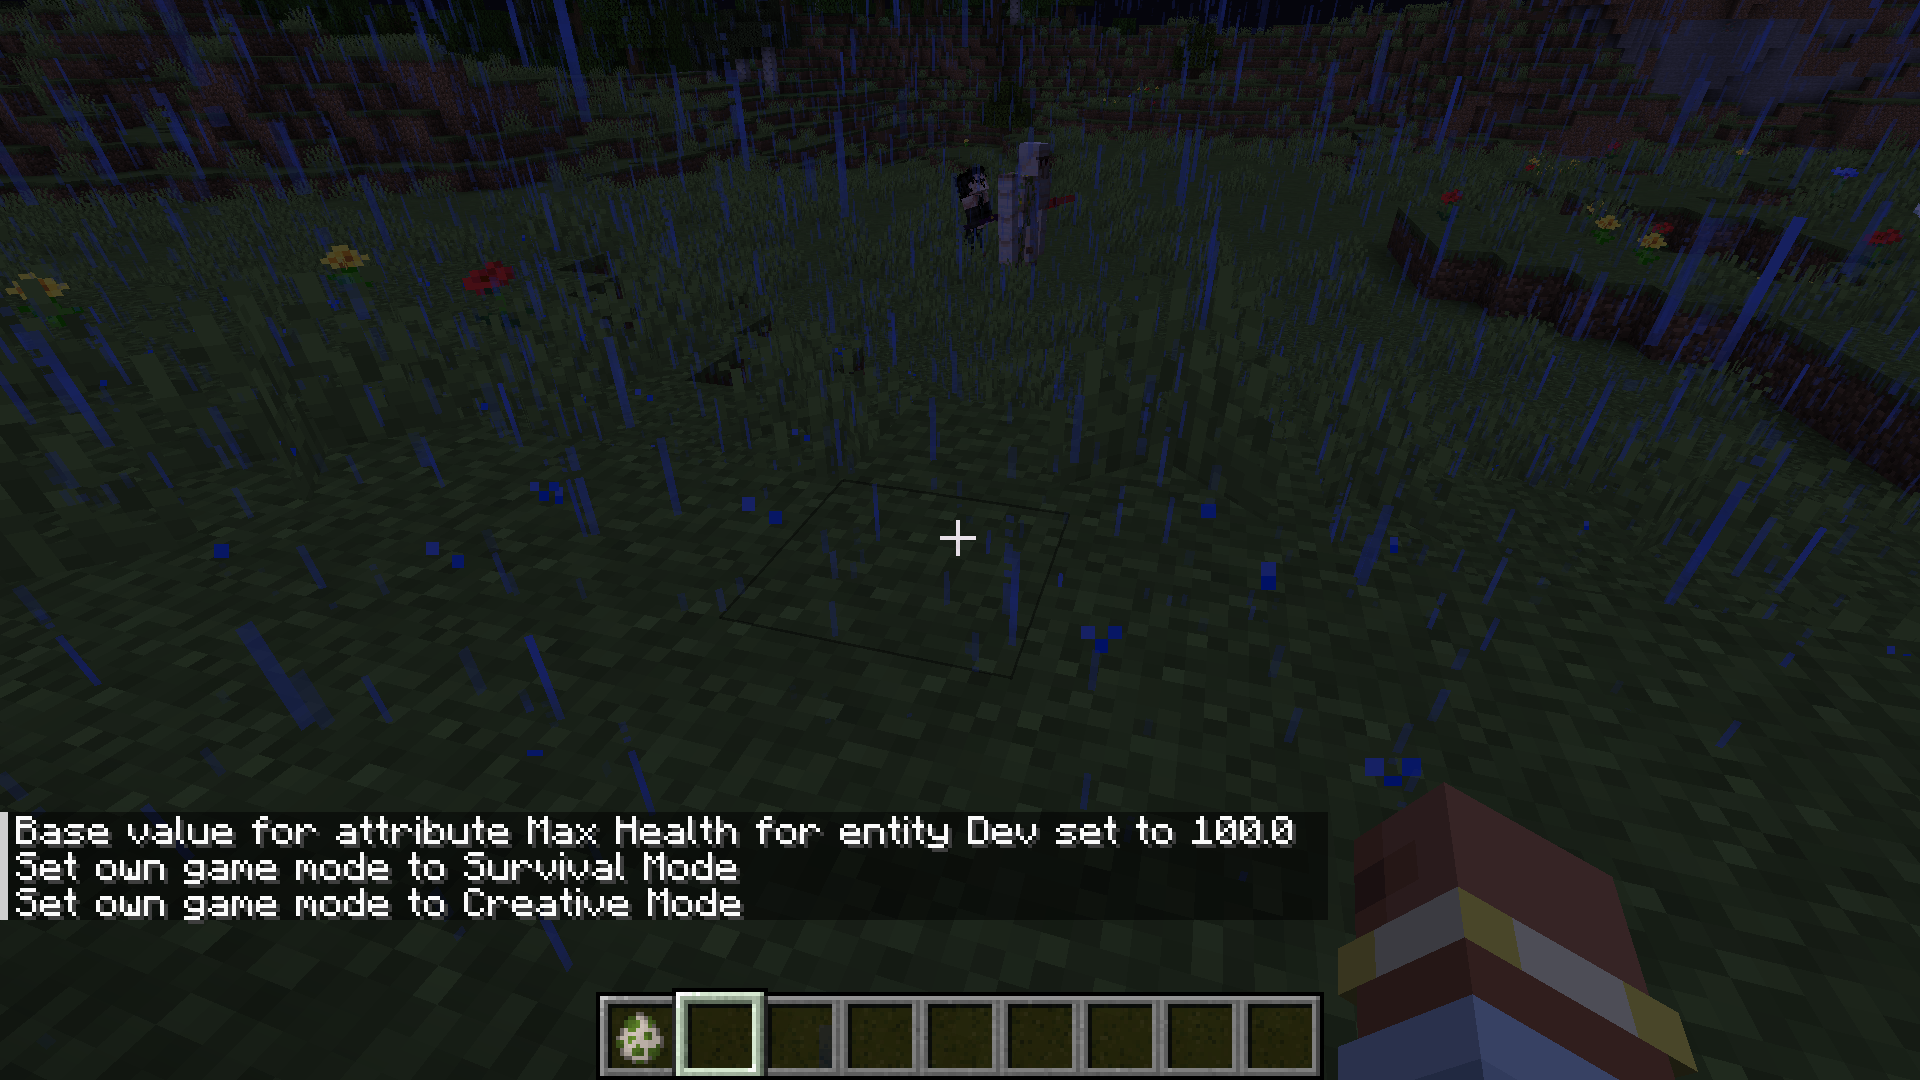 Base value for attribute Max Health for entity Dev set to 100.0
Set own game mode to Survival Mode
Set own game mode to Creative Mode